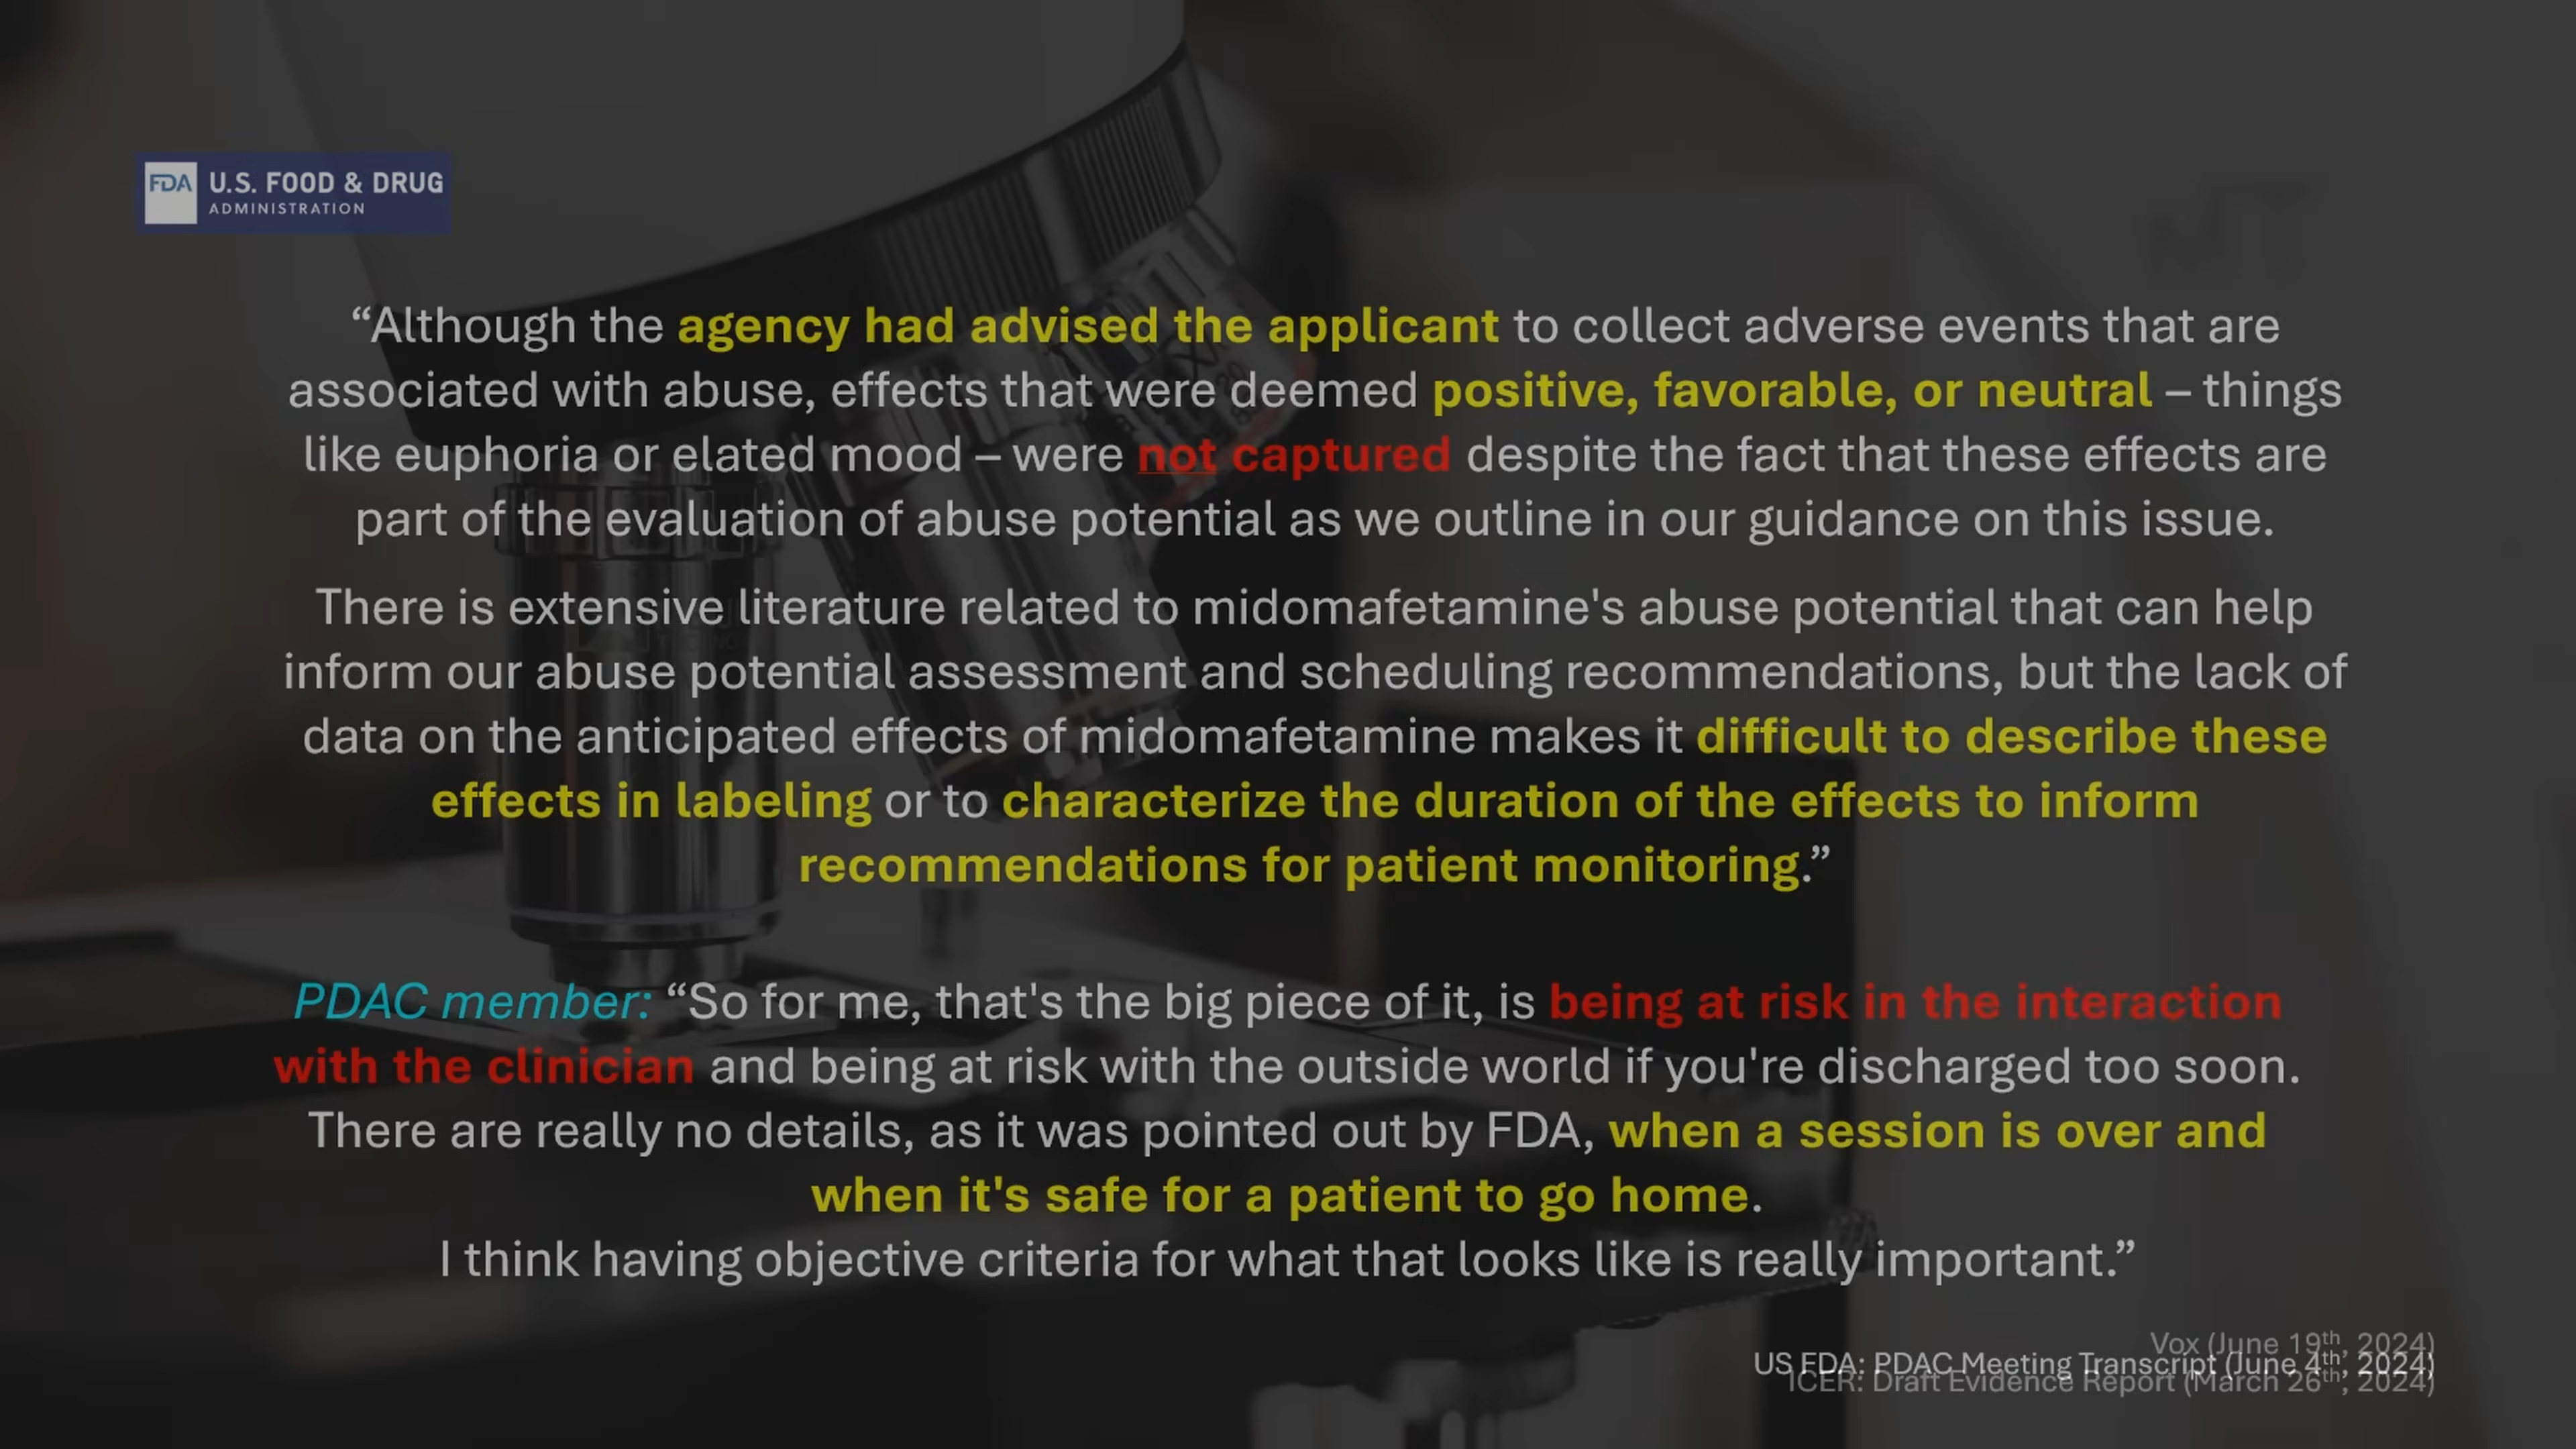 FDA U.S. FOOD & DRUG
ADMINISTRATION
“Although the agency had advised the applicant to collect adverse events that are
associated with abuse, effects that were deemed positive, favorable, or neutral – things
like euphoria or elated mood – were not captured despite the fact that these effects are
part of the evaluation of abuse potential as we outline in our guidance on this issue.
There is extensive literature related to midomafetamine's abuse potential that can help
inform our abuse potential assessment and scheduling recommendations, but the lack of
data on the anticipated effects of midomafetamine makes it difficult to describe these
effects in labeling or to characterize the duration of the effects to inform
recommendations for patient monitoring.”
PDAC member: “So for me, that's the big piece of it, is being at risk in the interaction
with the clinician and being at risk with the outside world if you're discharged too soon.
There are really no details, as it was pointed out by FDA, when a session is over and
when it's safe for a patient to go home.
I think having objective criteria for what that looks like is really important.”
Vox (June 19th, 2024)
US FDA: PDAC Meeting Transcript (June 4th, 2024)
ICER: Draft Evidence Report (March 26th, 2024)